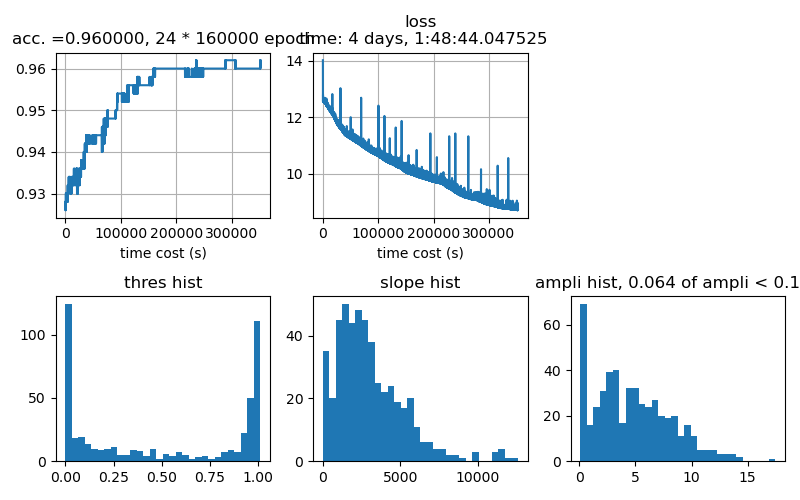 loss
acc. =0.960000, 24 * 160000 epoch
time: 4 days, 1:48:44.047525
0.96
0.95
0.94
0.93
0 100000 200000 300000
time cost (s)
14
12
10
0 100000 200000 300000
time cost (s)
thres hist
100
50
0
0.00 0.25 0.50 0.75 1.00
slope hist
40
20
0
0 5000 10000
ampli hist, 0.064 of ampli < 0.1
60
40
20
0
0 5 10 15